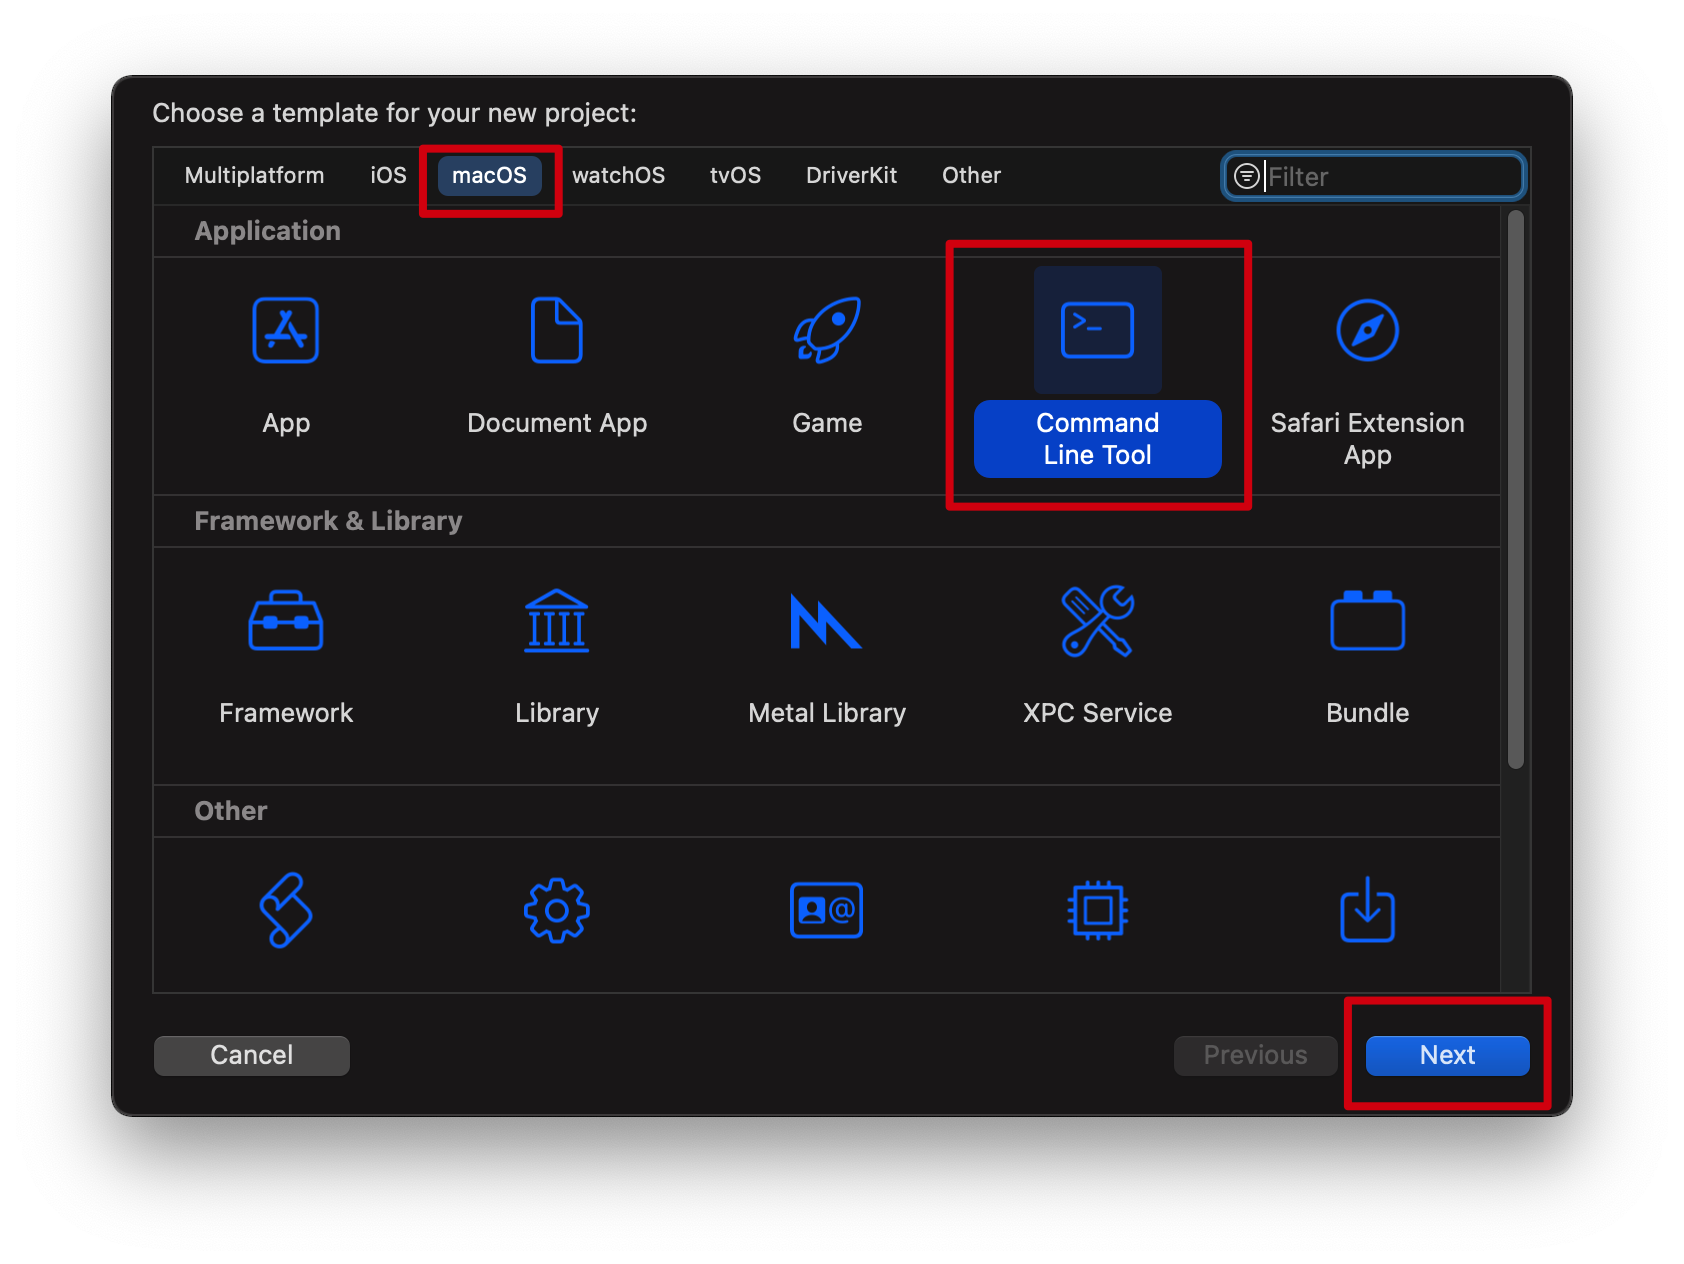 Choose a template for your new project:
Multiplatform iOS macOS watchOS tvOS DriverKit Other Filter
Application
App Document App Game Command Line Tool Safari Extension App
Framework & Library
Framework Library Metal Library XPC Service Bundle
Other
Cancel Previous Next